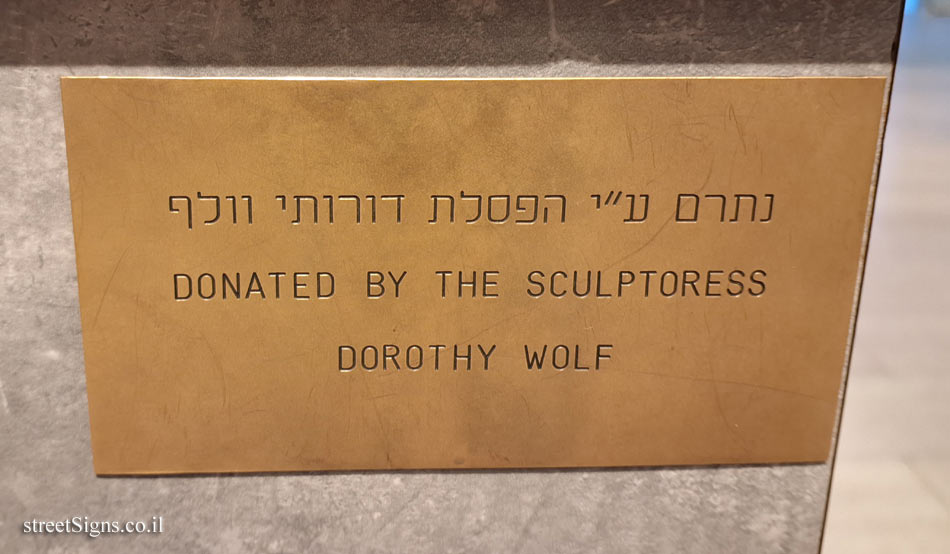 נתרם ע״י הפסלת דורותי וולף
DONATED BY THE SCULPTORESS
DOROTHY WOLF
streetSigns.co.il